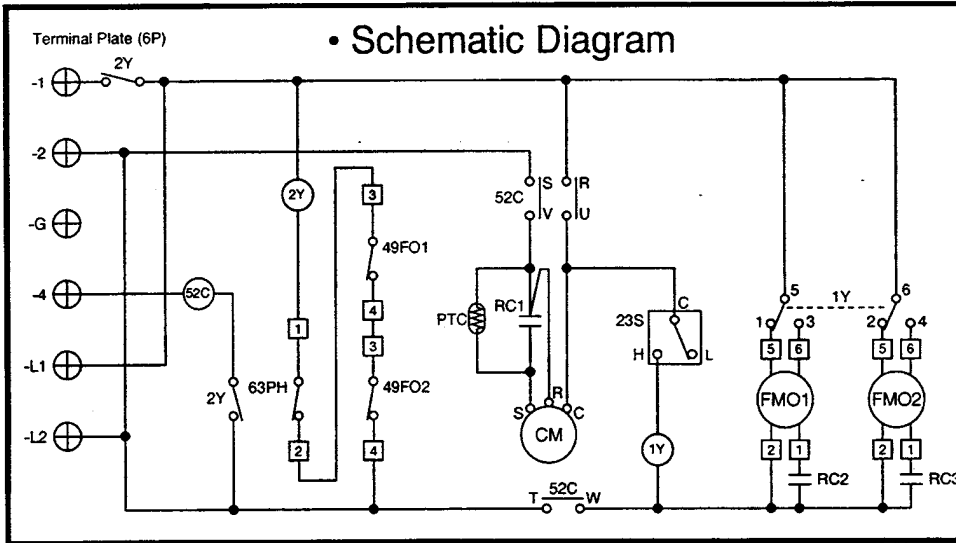 • Schematic Diagram
Terminal Plate (6P)
2Y
-1
-2
S R
52C
V U
3
2Y
-G
49FO1
5 6
-4
52C
1Y
4
1
3
PTC
RC1
C
23S
H L
1 3 2 4
5 6 5 6
-L1
2Y
63PH
49FO2
R
S C
FMO1
FMO2
CM
1Y
-L2
2
4
2 1 2 1
RC2
RC3
T 52C W